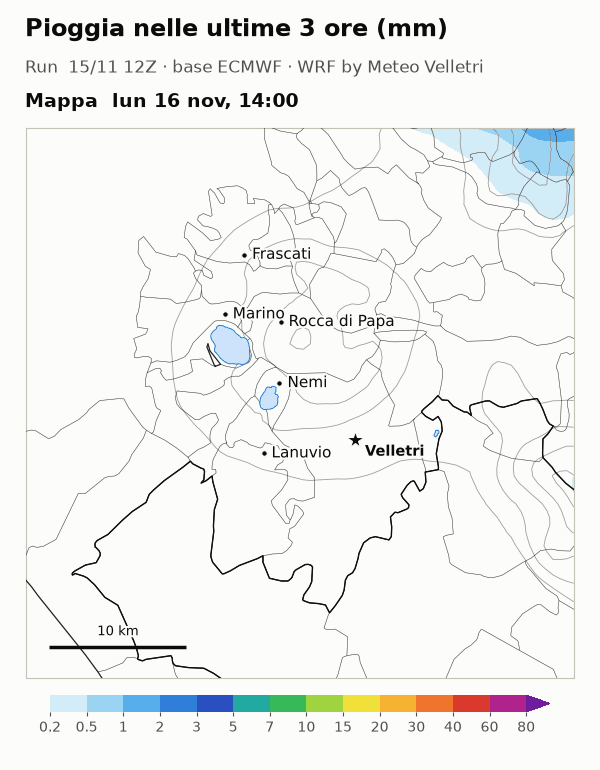 Pioggia nelle ultime 3 ore (mm)
Run  15/11 12Z · base ECMWF · WRF by Meteo Velletri
Mappa  lun 16 nov, 14:00
Frascati
Marino
Rocca di Papa
Nemi
Velletri
Lanuvio
10 km
0.2 0.5 1 2 3 5 7 10 15 20 30 40 60 80